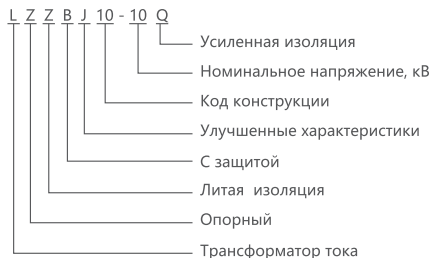 L Z Z B J 10 - 10 Q
Усиленная изоляция
Номинальное напряжение, кВ
Код конструкции
Улучшенные характеристики
С защитой
Литая изоляция
Опорный
Трансформатор тока